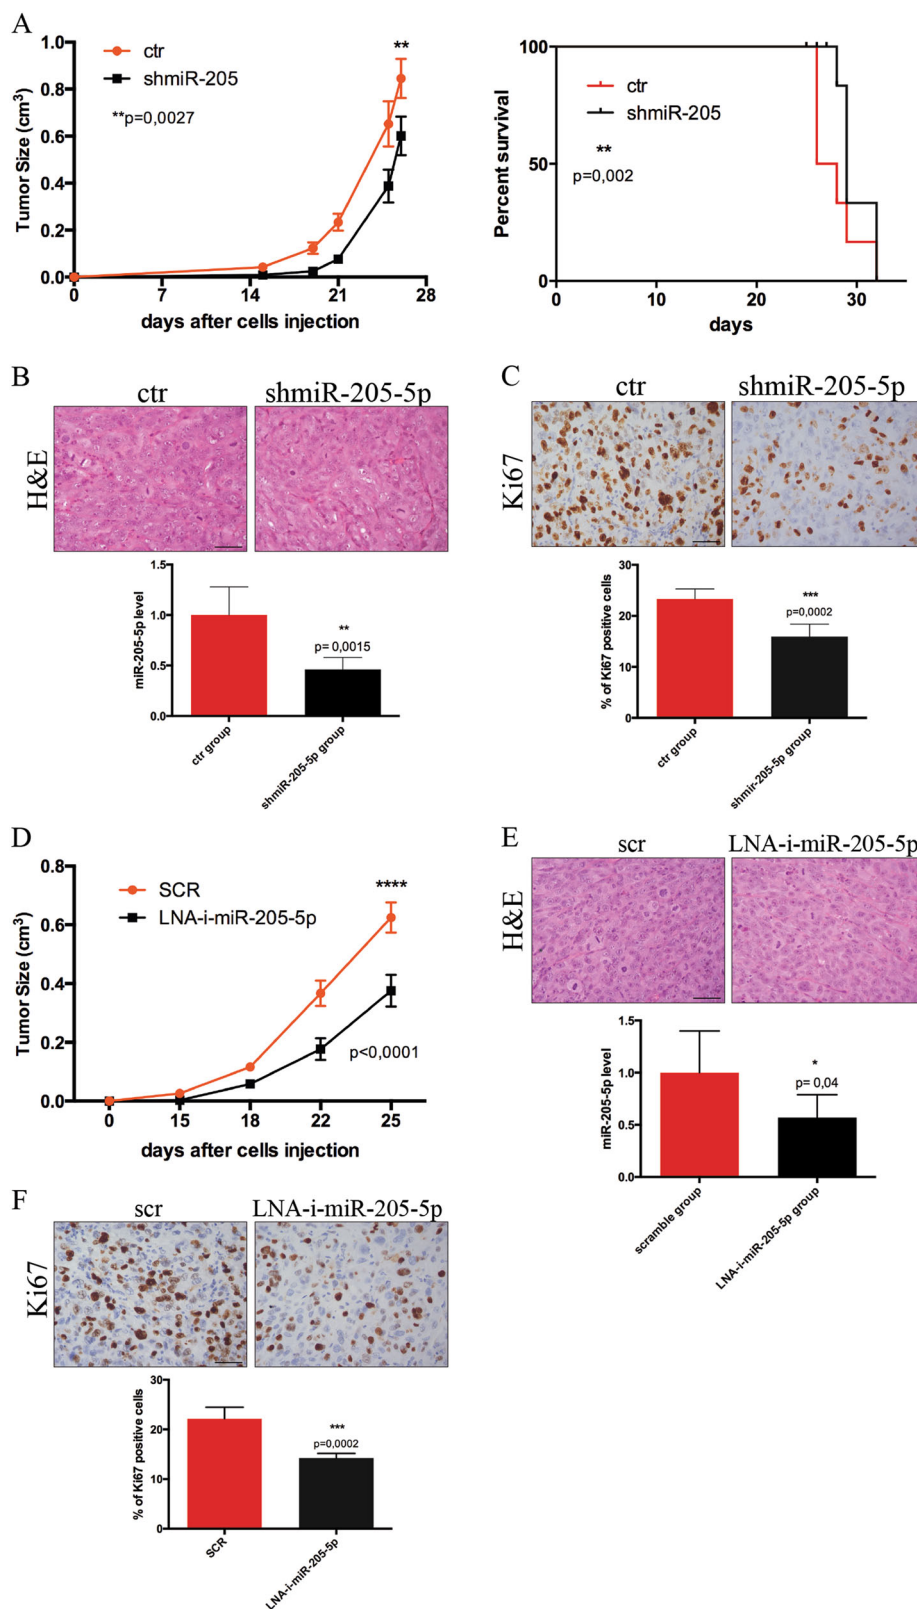 A
ctr
shmiR-205
**p=0,0027
**
Tumor Size (cm³)
1.0
0.8
0.6
0.4
0.2
0.0
0 7 14 21 28
days after cells injection
ctr
shmiR-205
**
p=0,002
Percent survival
100
50
0
0 10 20 30
days
B
ctr shmiR-205-5p
H&E
miR-205-5p level
1.5
1.0
0.5
0.0
**
p= 0,0015
ctr group
shmiR-205-5p group
C
ctr shmiR-205-5p
Ki67
% of Ki67 positive cells
30
20
10
0
***
p=0,0002
ctr group
shmir-205-5p group
D
SCR
LNA-i-miR-205-5p
****
p<0,0001
Tumor Size (cm³)
0.8
0.6
0.4
0.2
0.0
0 15 18 22 25
days after cells injection
E
scr LNA-i-miR-205-5p
H&E
miR-205-5p level
1.5
1.0
0.5
0.0
*
p= 0,04
scramble group
LNA-i-miR-205-5p group
F
scr LNA-i-miR-205-5p
Ki67
% of Ki67 positive cells
30
20
10
0
***
p=0,0002
SCR
LNA-i-miR-205-5p